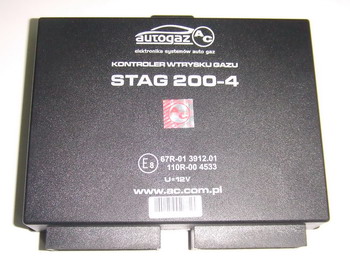 autogaz AC
elektronika systemów auto gaz
KONTROLER WTRYSKU GAZU
STAG 200-4
E8
67R-01 3912.01
110R-00 4533
U=12V
www.ac.com.pl